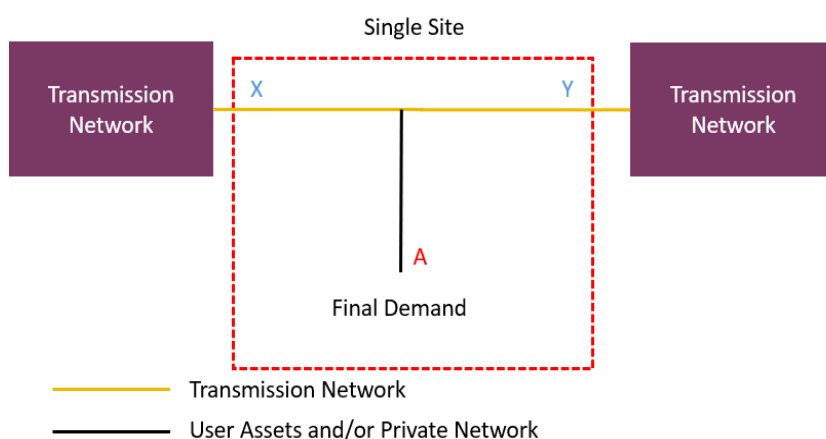 Single Site
Transmission
Network
X
Y
Transmission
Network
A
Final Demand
Transmission Network
User Assets and/or Private Network